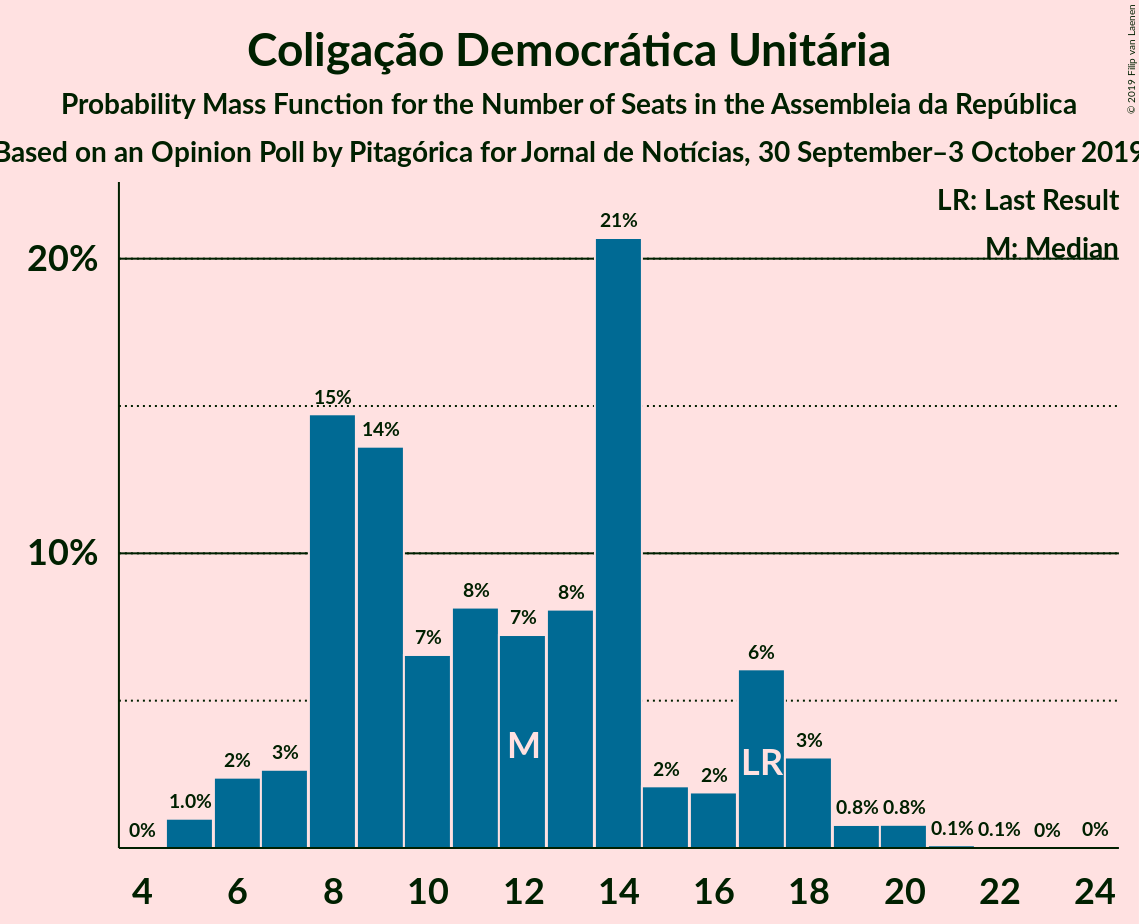 © 2019 Filip van Laenen
Coligação Democrática Unitária
Probability Mass Function for the Number of Seats in the Assembleia da República
Based on an Opinion Poll by Pitagórica for Jornal de Notícias, 30 September–3 October 2019
LR: Last Result
M: Median
20%
10%
0% 1.0% 2% 3% 15% 14% 7% 8% 7% 8% 21% 2% 2% 6% 3% 0.8% 0.8% 0.1% 0.1% 0% 0%
M LR
4 6 8 10 12 14 16 18 20 22 24